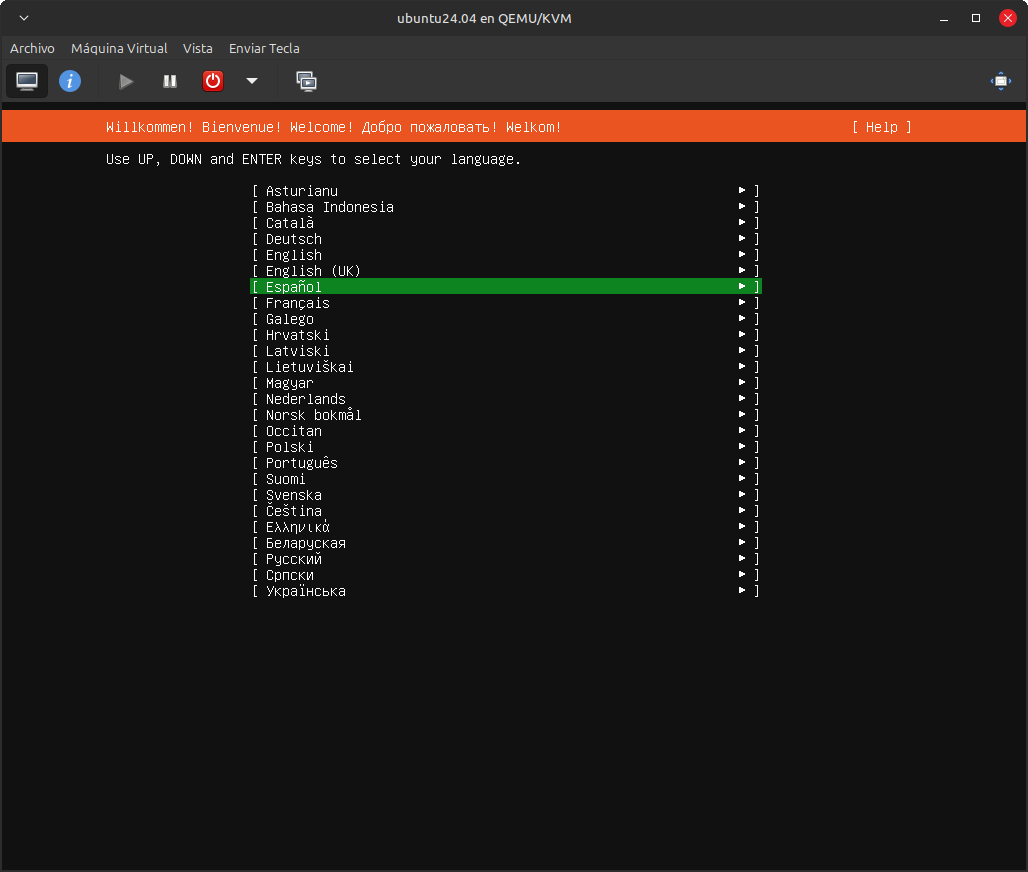 ubuntu24.04 en QEMU/KVM
Archivo Máquina Virtual Vista Enviar Tecla
Willkommen! Bienvenue! Welcome! Добро пожаловать! Welkom! [ Help ]
Use UP, DOWN and ENTER keys to select your language.
[ Asturianu ▸ ]
[ Bahasa Indonesia ▸ ]
[ Català ▸ ]
[ Deutsch ▸ ]
[ English ▸ ]
[ English (UK) ▸ ]
[ Español ▸ ]
[ Français ▸ ]
[ Galego ▸ ]
[ Hrvatski ▸ ]
[ Latviski ▸ ]
[ Lietuviškai ▸ ]
[ Magyar ▸ ]
[ Nederlands ▸ ]
[ Norsk bokmål ▸ ]
[ Occitan ▸ ]
[ Polski ▸ ]
[ Português ▸ ]
[ Suomi ▸ ]
[ Svenska ▸ ]
[ Čeština ▸ ]
[ Ελληνικά ▸ ]
[ Беларуская ▸ ]
[ Русский ▸ ]
[ Српски ▸ ]
[ Українська ▸ ]